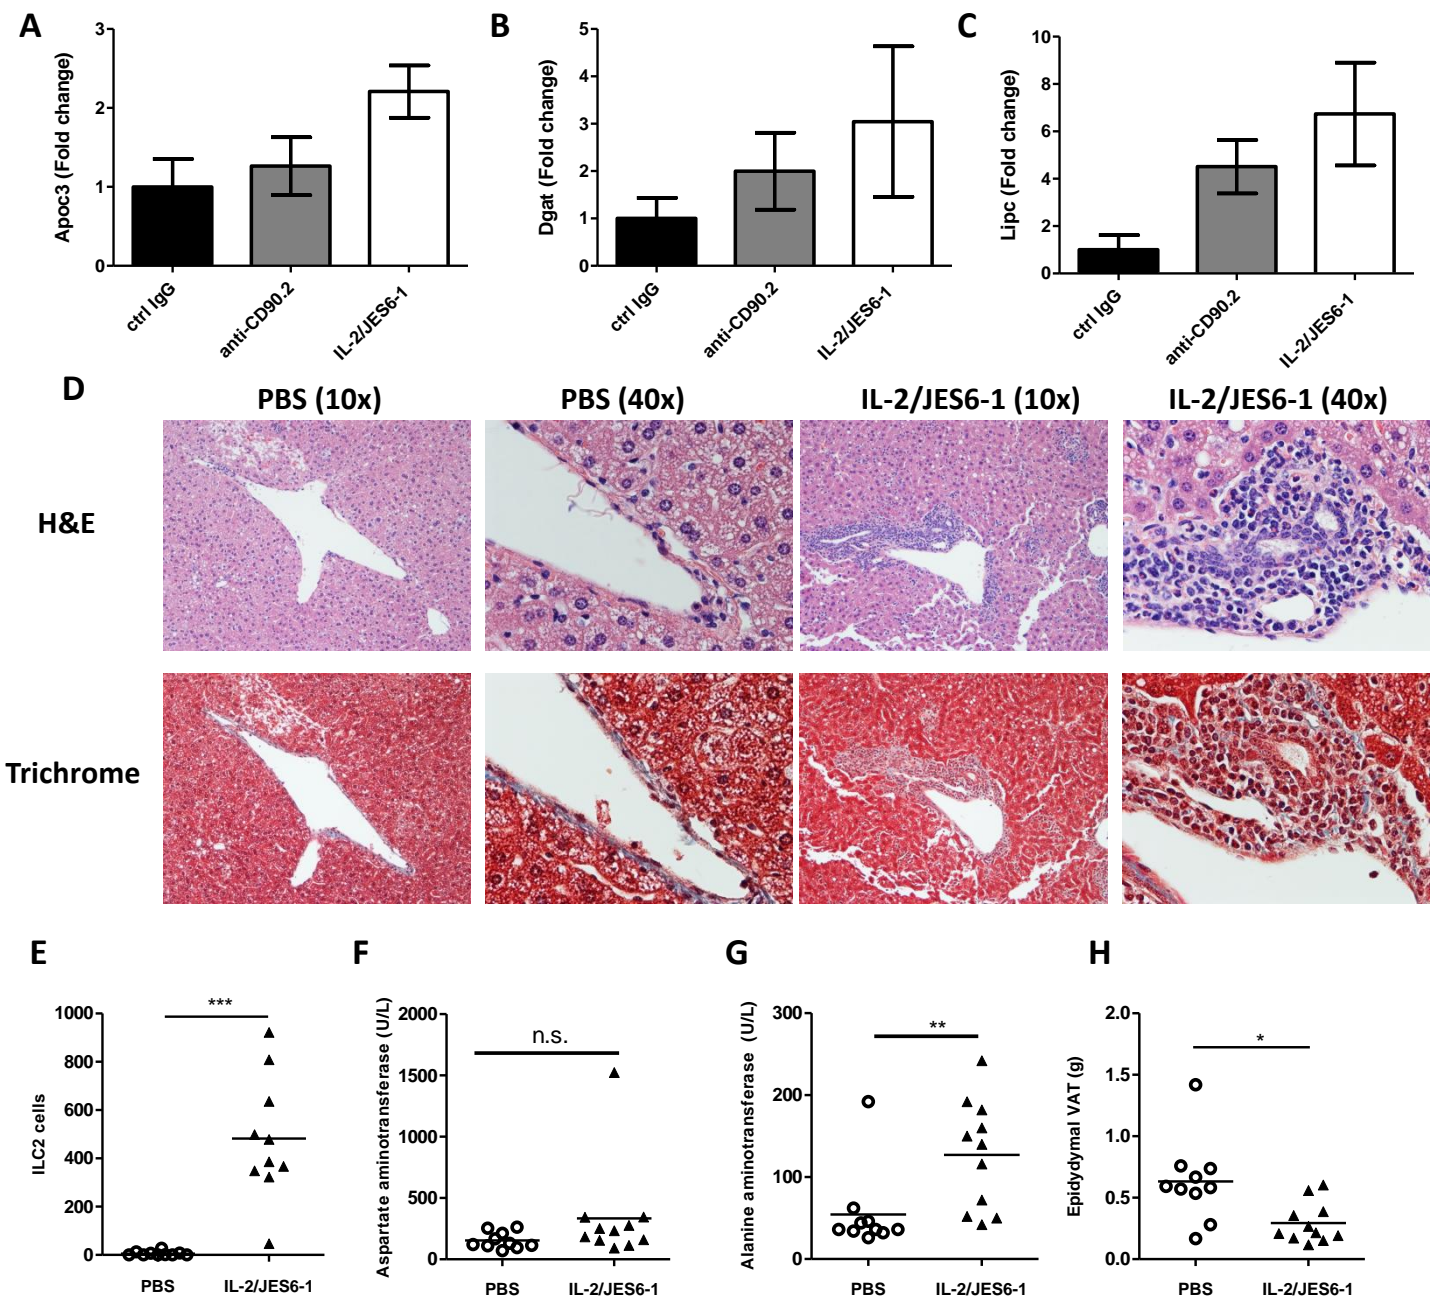 A
Apoc3 (Fold change)
3
2
1
0
ctrl IgG
anti-CD90.2
IL-2/JES6-1
B
Dgat (Fold change)
5
4
3
2
1
0
ctrl IgG
anti-CD90.2
IL-2/JES6-1
C
Lipc (Fold change)
10
8
6
4
2
0
ctrl IgG
anti-CD90.2
IL-2/JES6-1
D
PBS (10x)
PBS (40x)
IL-2/JES6-1 (10x)
IL-2/JES6-1 (40x)
H&E
Trichrome
E
ILC2 cells
1000
800
600
400
200
0
***
PBS
IL-2/JES6-1
F
Aspartate aminotransferase (U/L)
2000
1500
1000
500
0
n.s.
PBS
IL-2/JES6-1
G
Alanine aminotransferase (U/L)
300
200
100
0
**
PBS
IL-2/JES6-1
H
Epidydymal VAT (g)
2.0
1.5
1.0
0.5
0.0
*
PBS
IL-2/JES6-1